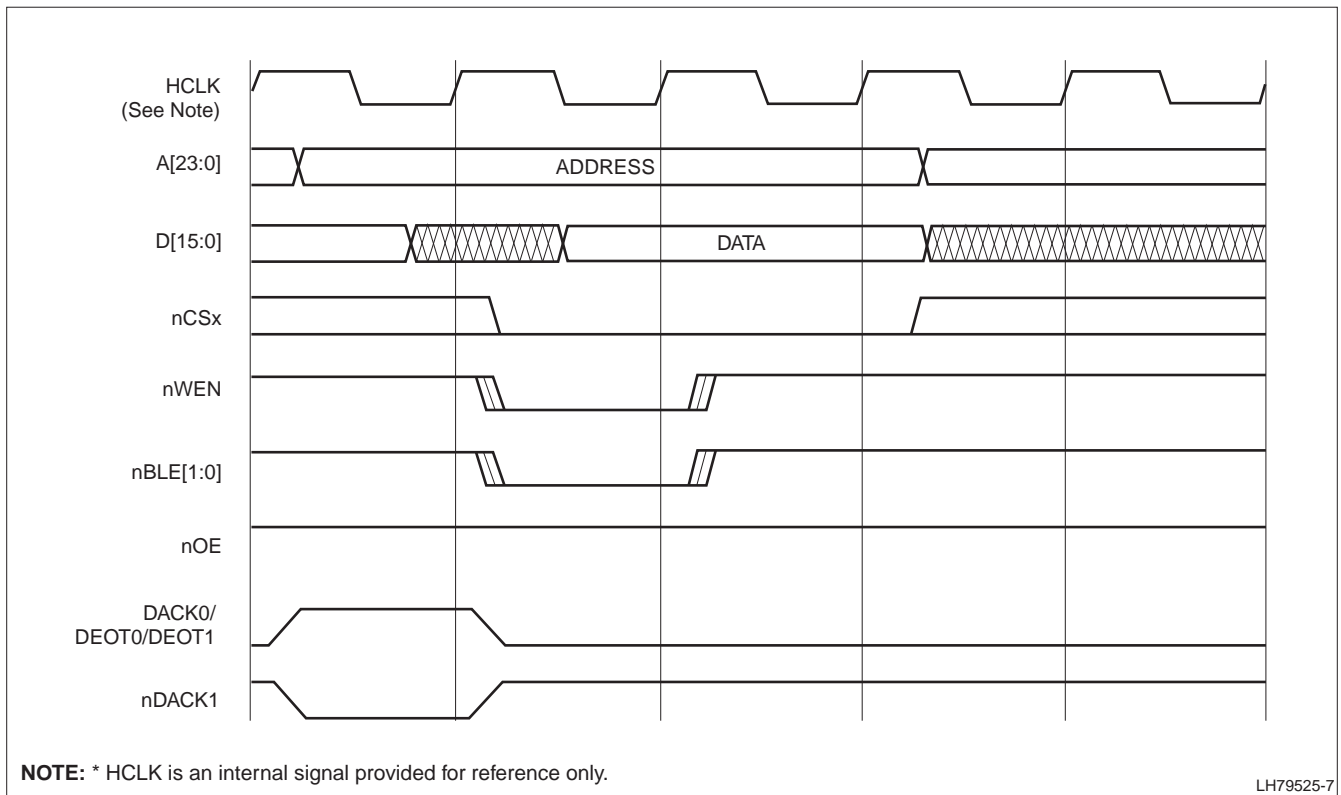 HCLK
(See Note)
A[23:0]
ADDRESS
D[15:0]
DATA
nCSx
nWEN
nBLE[1:0]
nOE
DACK0/
DEOT0/DEOT1
nDACK1
NOTE: * HCLK is an internal signal provided for reference only.
LH79525-7